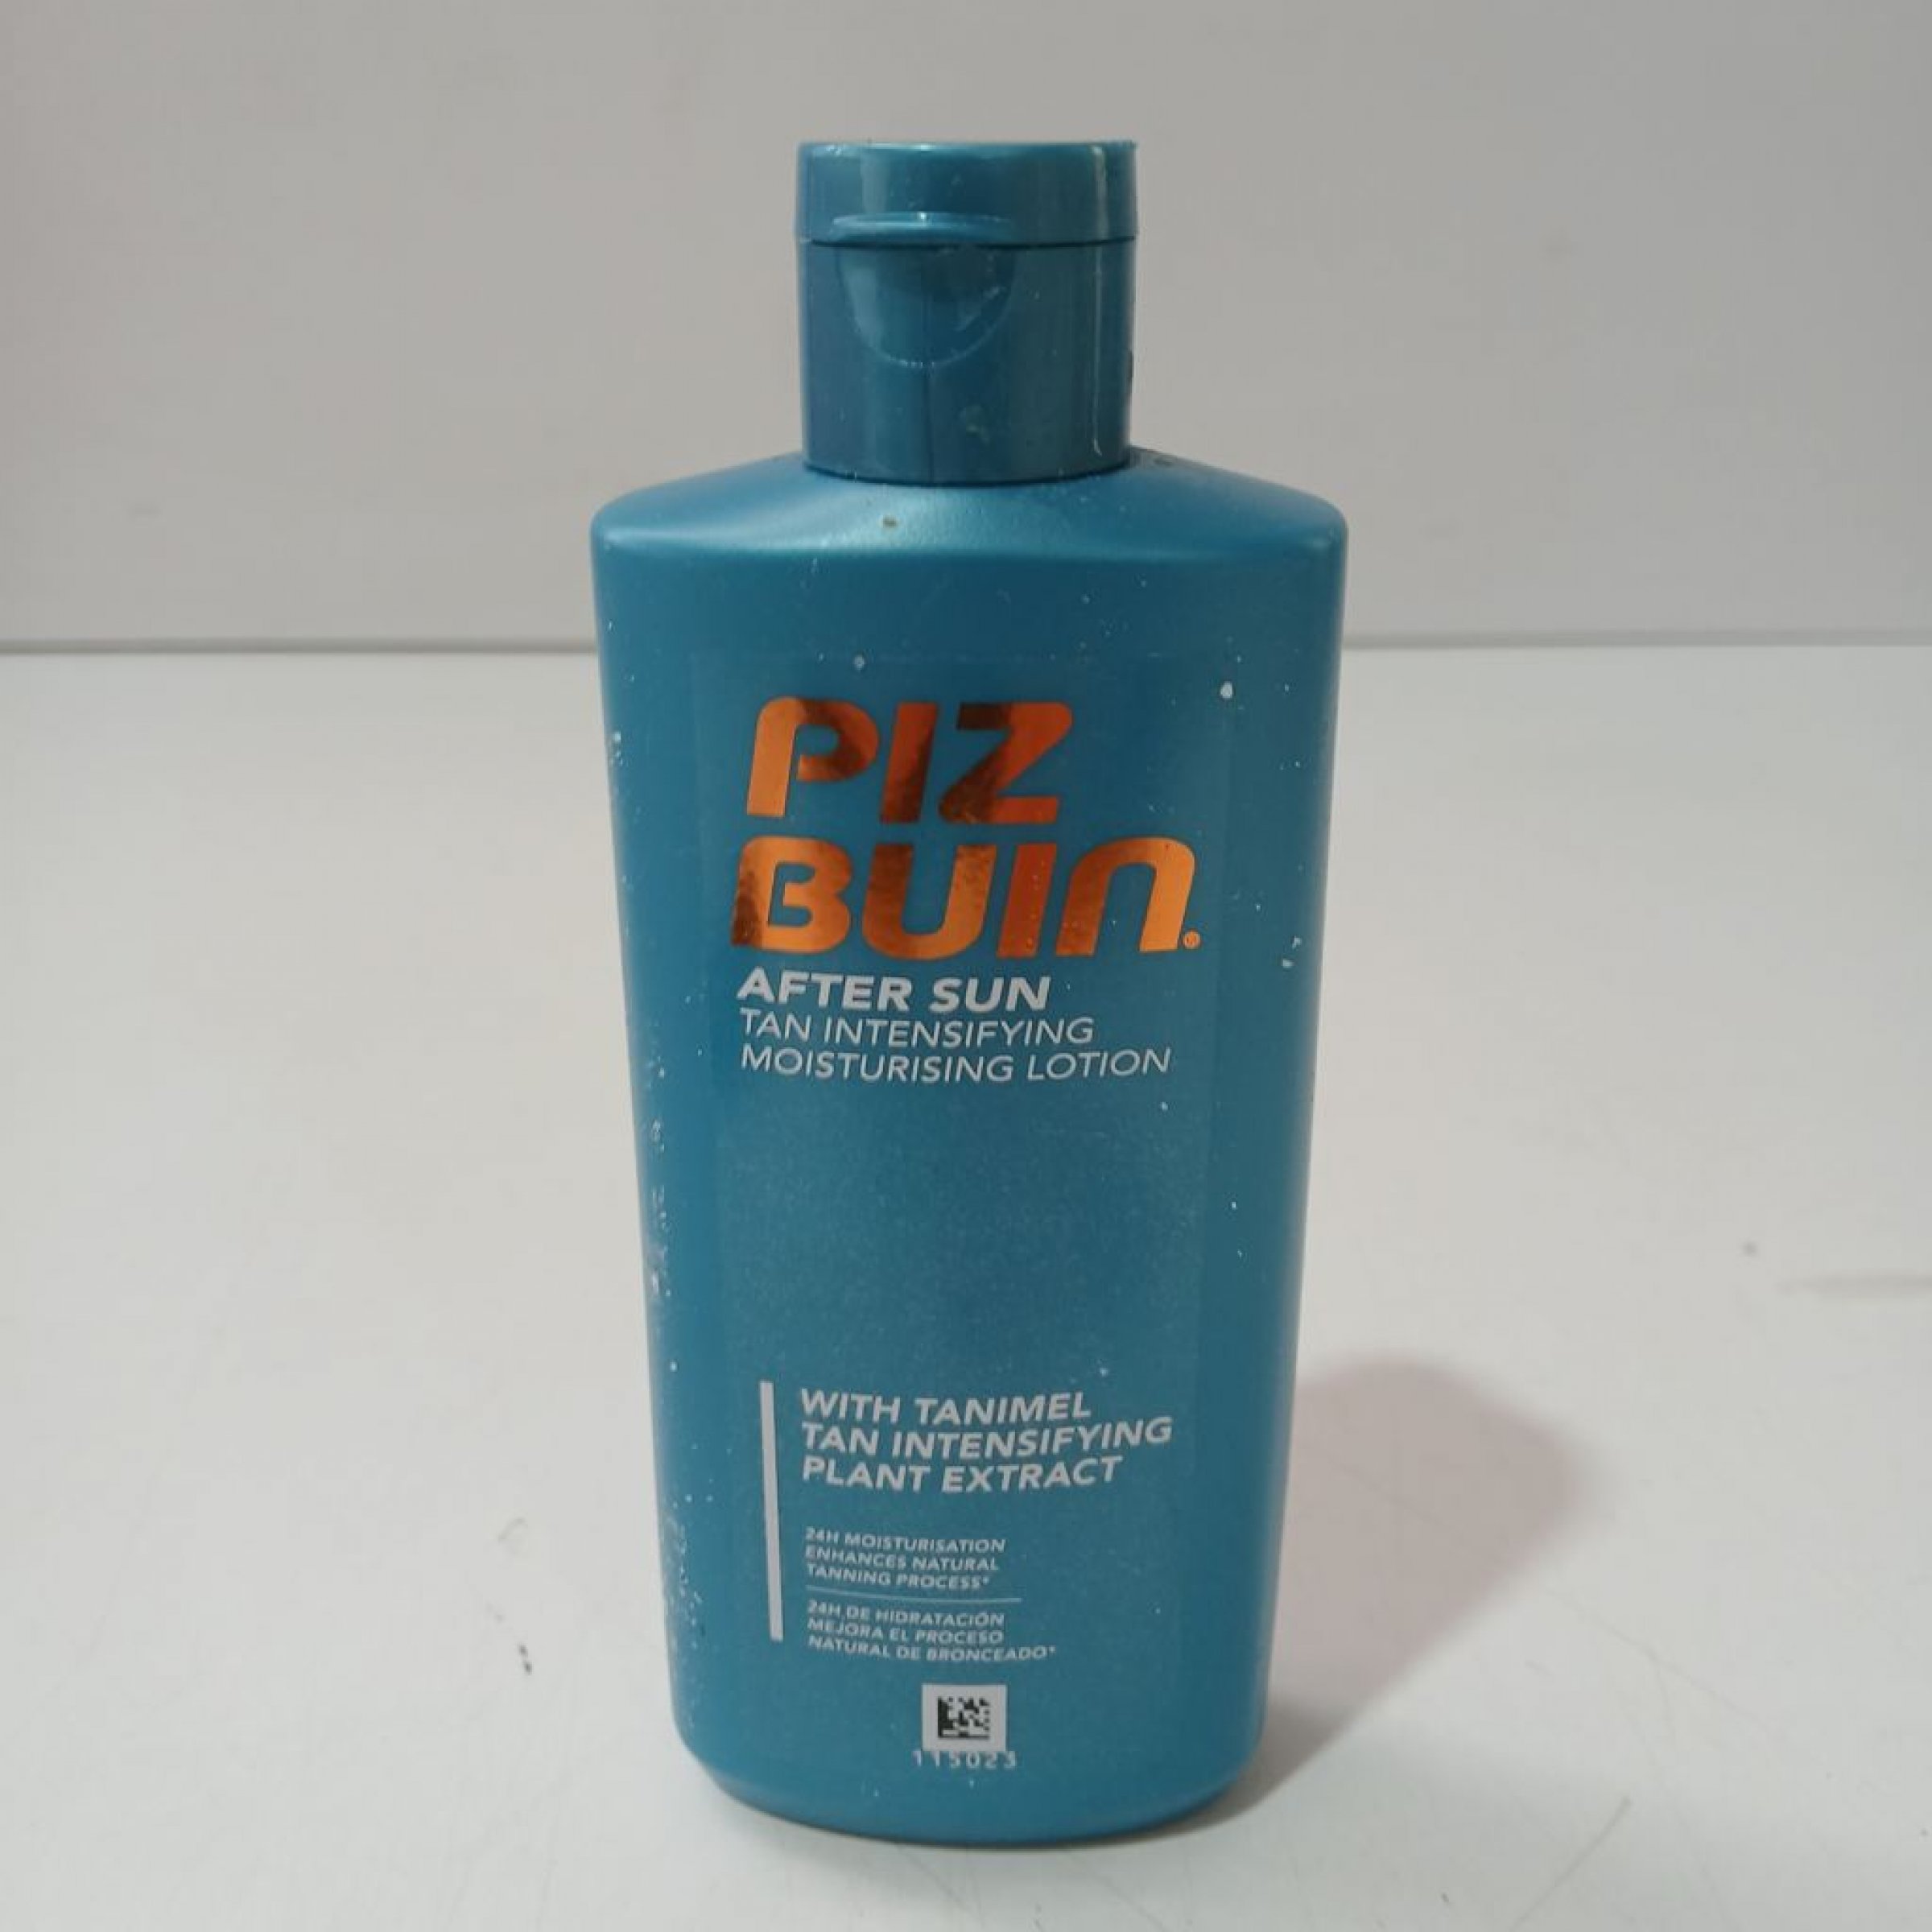 PIZ
BUIN®
AFTER SUN
TAN INTENSIFYING
MOISTURISING LOTION
WITH TANIMEL
TAN INTENSIFYING
PLANT EXTRACT
24H MOISTURISATION
ENHANCES NATURAL
TANNING PROCESS*
24H DE HIDRATACIÓN
MEJORA EL PROCESO
NATURAL DE BRONCEADO*
115023